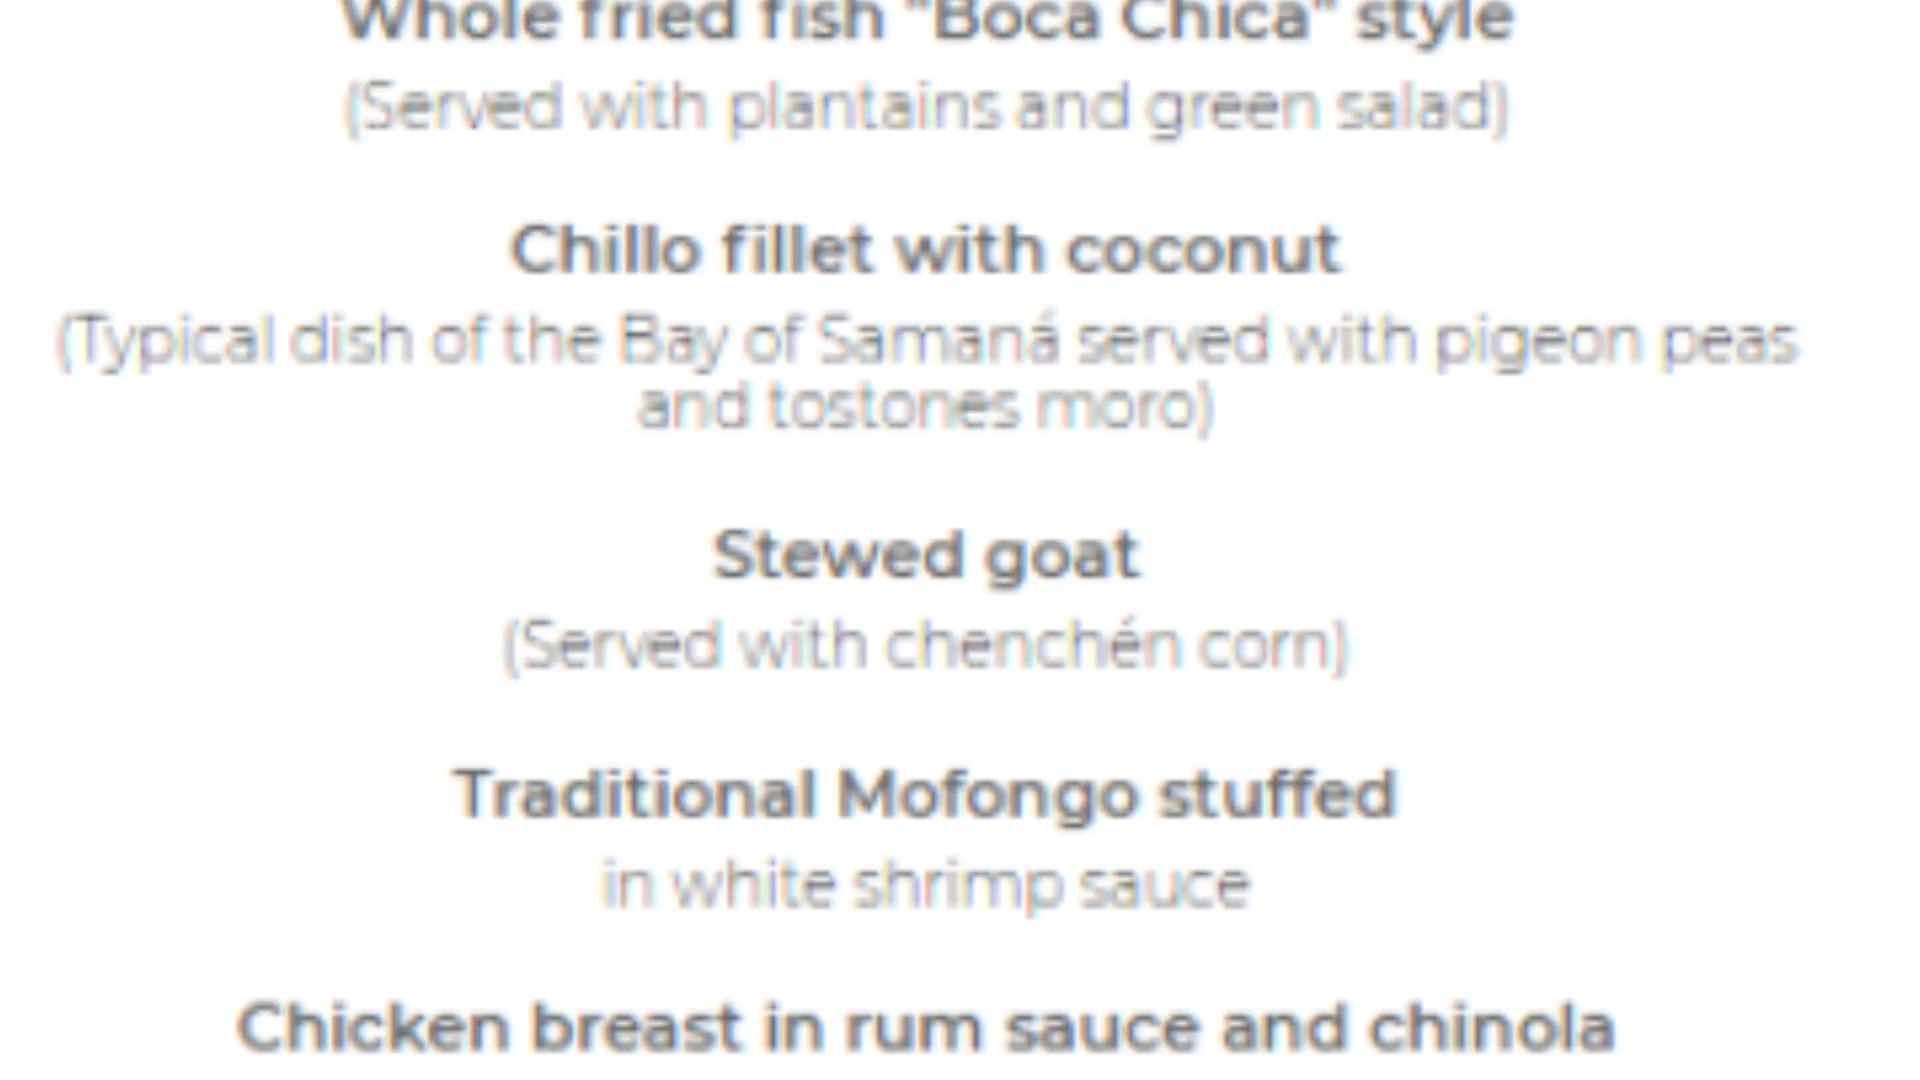 Whole fried fish "Boca Chica" style
(Served with plantains and green salad)
Chillo fillet with coconut
(Typical dish of the Bay of Samaná served with pigeon peas
and tostones moro)
Stewed goat
(Served with chenchén corn)
Traditional Mofongo stuffed
in white shrimp sauce
Chicken breast in rum sauce and chinola